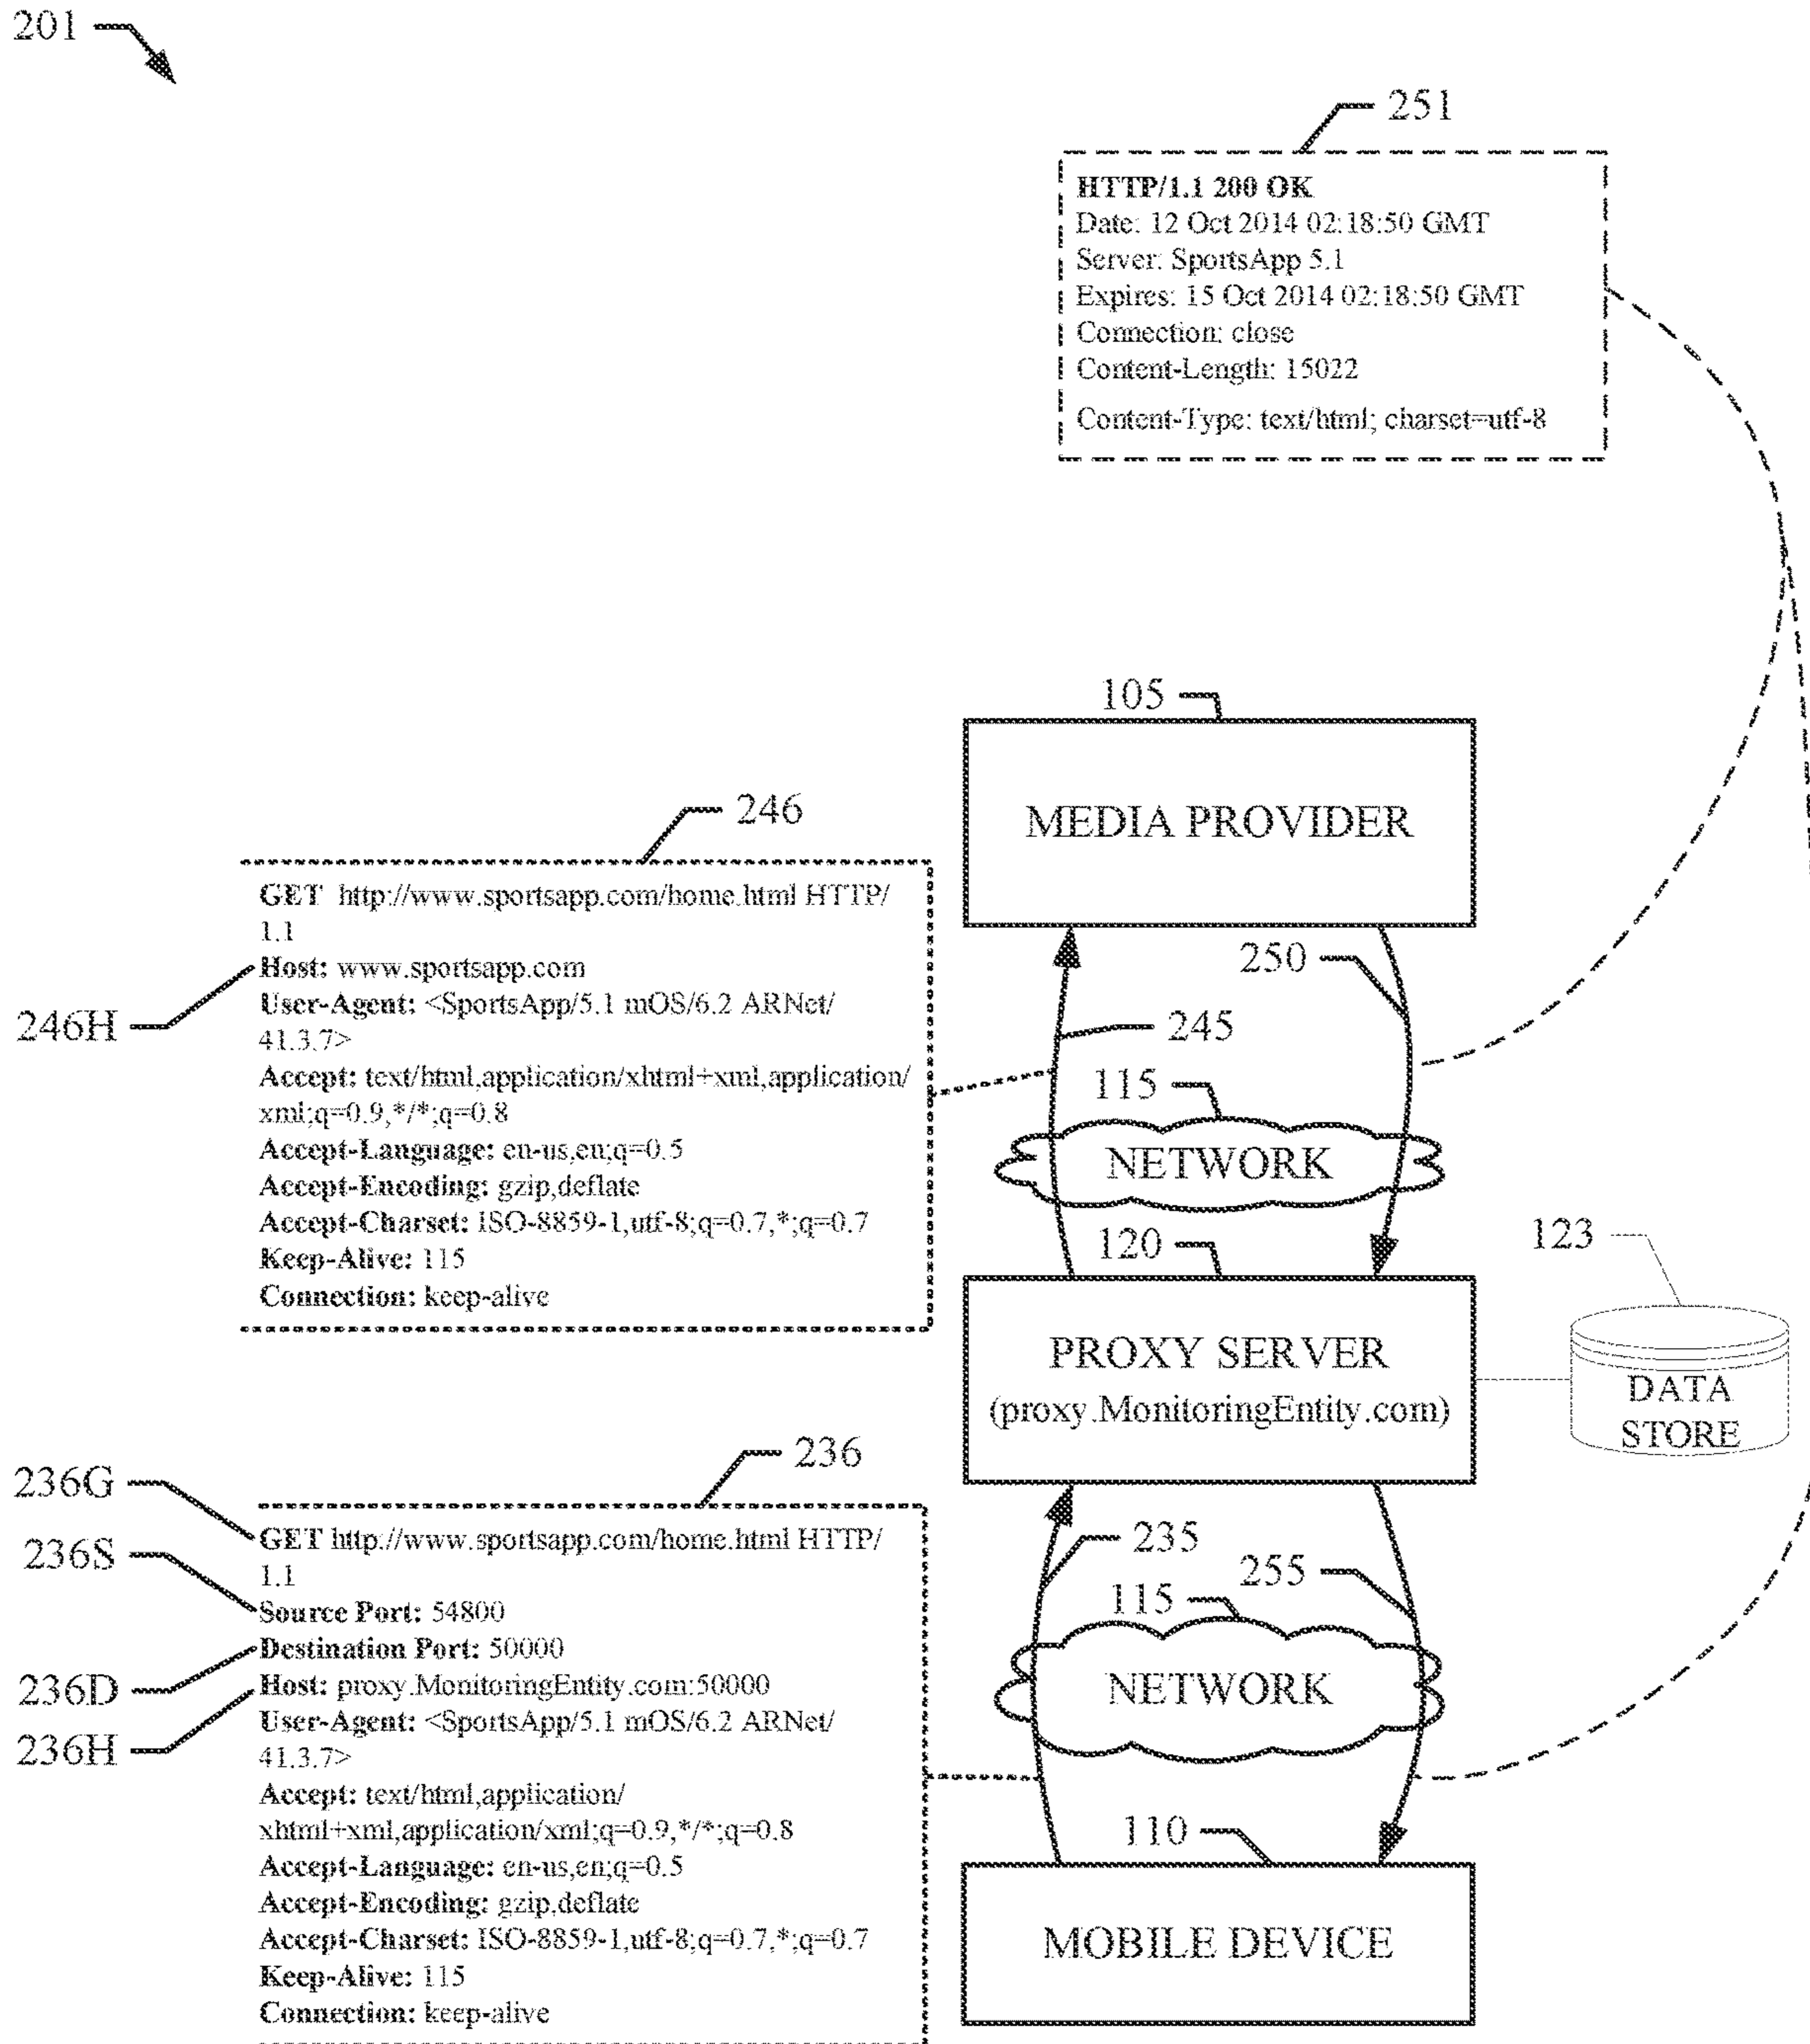 201
251
HTTP/1.1 200 OK
Date: 12 Oct 2014 02:18:50 GMT
Server: SportsApp 5.1
Expires: 15 Oct 2014 02:18:50 GMT
Connection: close
Content-Length: 15022
Content-Type: text/html; charset=utf-8
105
MEDIA PROVIDER
246
GET http://www.sportsapp.com/home.html HTTP/
1.1
Host: www.sportsapp.com
User-Agent: <SportsApp/5.1 mOS/6.2 ARNet/
41.3.7>
Accept: text/html,application/xhtml+xml,application/
xml;q=0.9,*/*;q=0.8
Accept-Language: en-us,en;q=0.5
Accept-Encoding: gzip,deflate
Accept-Charset: ISO-8859-1,utf-8;q=0.7,*;q=0.7
Keep-Alive: 115
Connection: keep-alive
246H
250
245
115
NETWORK
120
PROXY SERVER
(proxy.MonitoringEntity.com)
123
DATA
STORE
236
236G
236S
236D
236H
GET http://www.sportsapp.com/home.html HTTP/
1.1
Source Port: 54800
Destination Port: 50000
Host: proxy.MonitoringEntity.com:50000
User-Agent: <SportsApp/5.1 mOS/6.2 ARNet/
41.3.7>
Accept: text/html,application/
xhtml+xml,application/xml;q=0.9,*/*;q=0.8
Accept-Language: en-us,en;q=0.5
Accept-Encoding: gzip,deflate
Accept-Charset: ISO-8859-1,utf-8;q=0.7,*;q=0.7
Keep-Alive: 115
Connection: keep-alive
235
255
115
NETWORK
110
MOBILE DEVICE